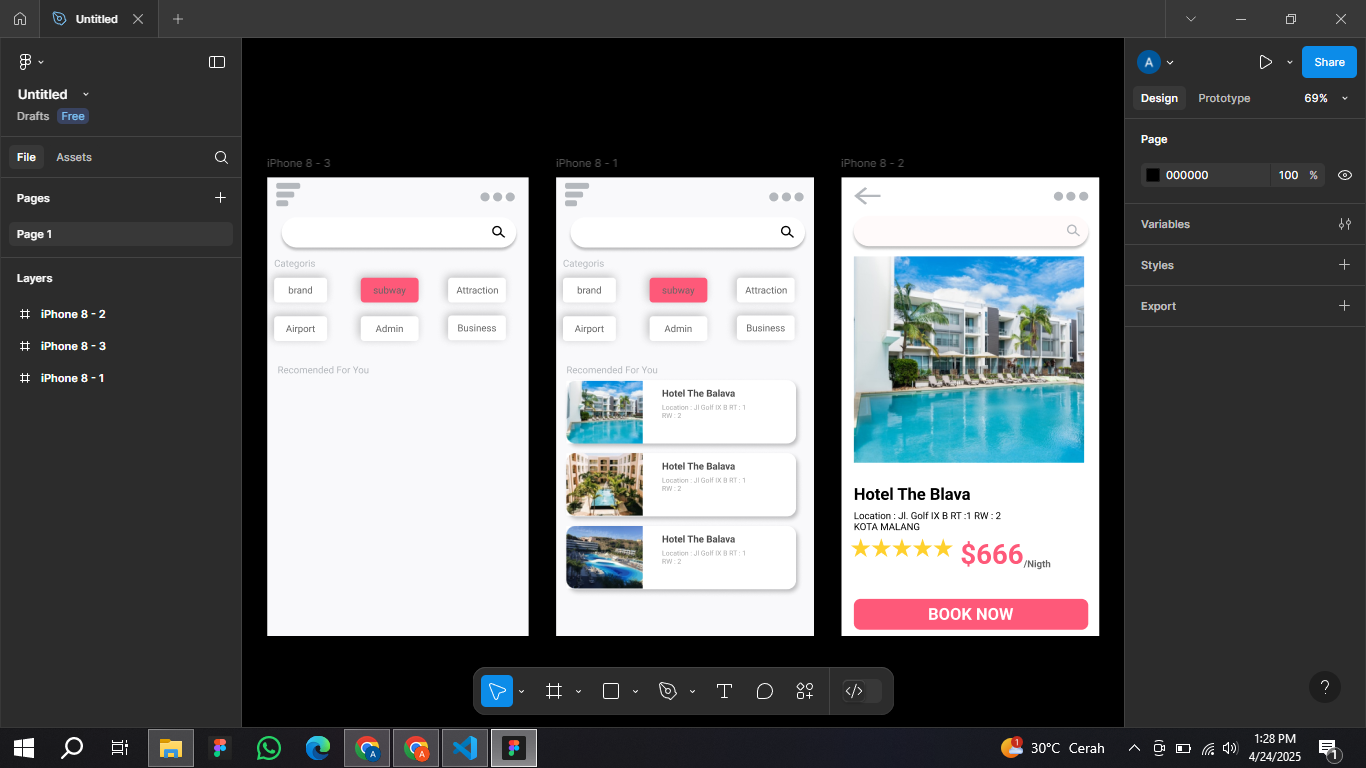 Untitled
Untitled
Drafts Free
File Assets
Pages
Page 1
Layers
iPhone 8 - 2
iPhone 8 - 3
iPhone 8 - 1
iPhone 8 - 3
Categoris
brand subway Attraction
Airport Admin Business
Recomended For You
iPhone 8 - 1
Categoris
brand subway Attraction
Airport Admin Business
Recomended For You
Hotel The Balava
Location : Jl Golf IX B RT : 1
RW : 2
Hotel The Balava
Location : Jl Golf IX B RT : 1
RW : 2
Hotel The Balava
Location : Jl Golf IX B RT : 1
RW : 2
iPhone 8 - 2
Hotel The Blava
Location : Jl. Golf IX B RT :1 RW : 2
KOTA MALANG
$666/Nigth
BOOK NOW
A Share
Design Prototype 69%
Page
000000 100 %
Variables
Styles
Export
?
A A
1 30°C Cerah 1:28 PM
4/24/2025 1